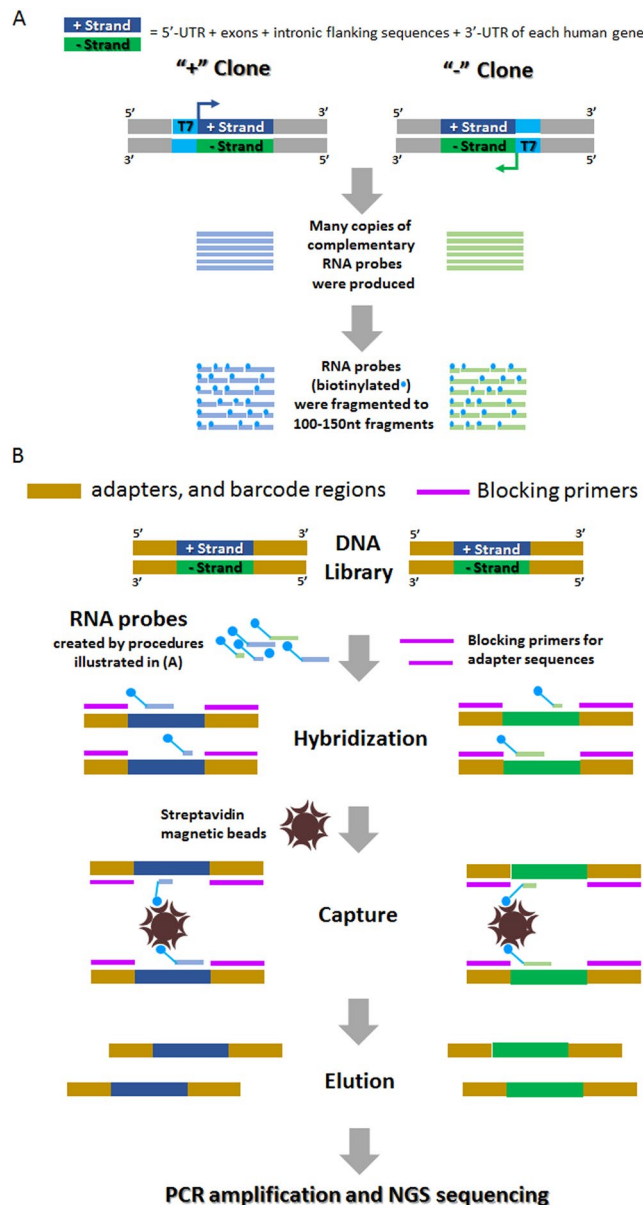 A
+ Strand
- Strand
= 5’-UTR + exons + intronic flanking sequences + 3’-UTR of each human gene
“+” Clone
“-” Clone
5’
3’
5’
3’
T7
+ Strand
+ Strand
- Strand
- Strand
T7
3’
5’
3’
5’
Many copies of
complementary
RNA probes
were produced
RNA probes
(biotinylated )
were fragmented to
100-150nt fragments
B
adapters, and barcode regions
Blocking primers
5’
3’
5’
3’
+ Strand
DNA
+ Strand
- Strand
Library
- Strand
3’
5’
3’
5’
RNA probes
created by procedures
illustrated in (A)
Blocking primers for
adapter sequences
Hybridization
Streptavidin
magnetic beads
Capture
Elution
PCR amplification and NGS sequencing